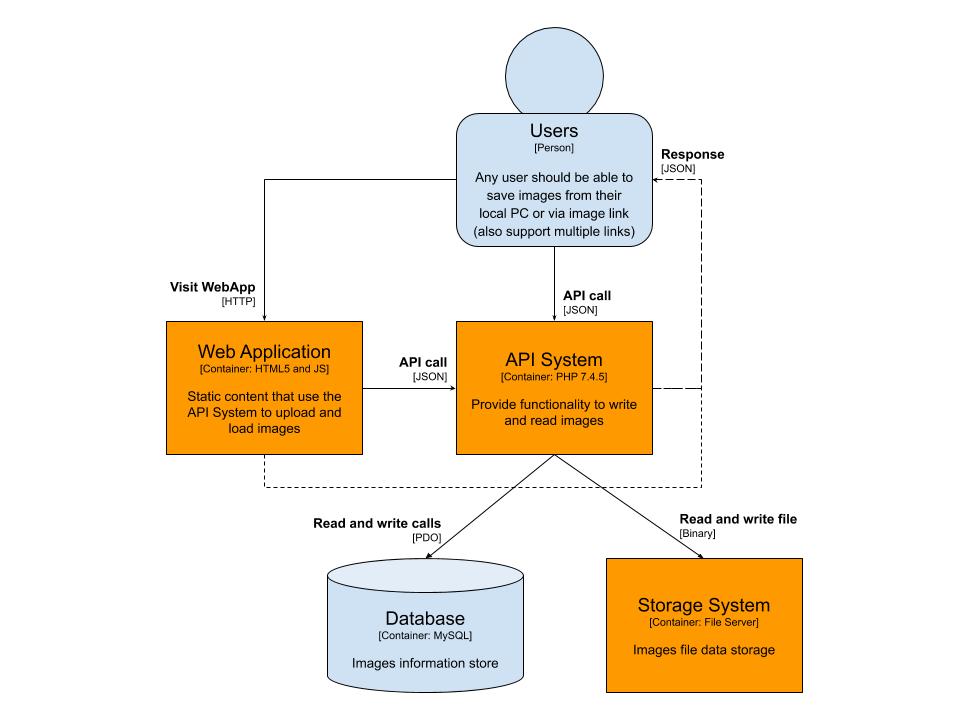 Users
[Person]
Any user should be able to
save images from their
local PC or via image link
(also support multiple links)
Response
[JSON]
Visit WebApp
[HTTP]
API call
[JSON]
Web Application
[Container: HTML5 and JS]
Static content that use the
API System to upload and
load images
API call
[JSON]
API System
[Container: PHP 7.4.5]
Provide functionality to write
and read images
Read and write calls
[PDO]
Read and write file
[Binary]
Database
[Container: MySQL]
Images information store
Storage System
[Container: File Server]
Images file data storage